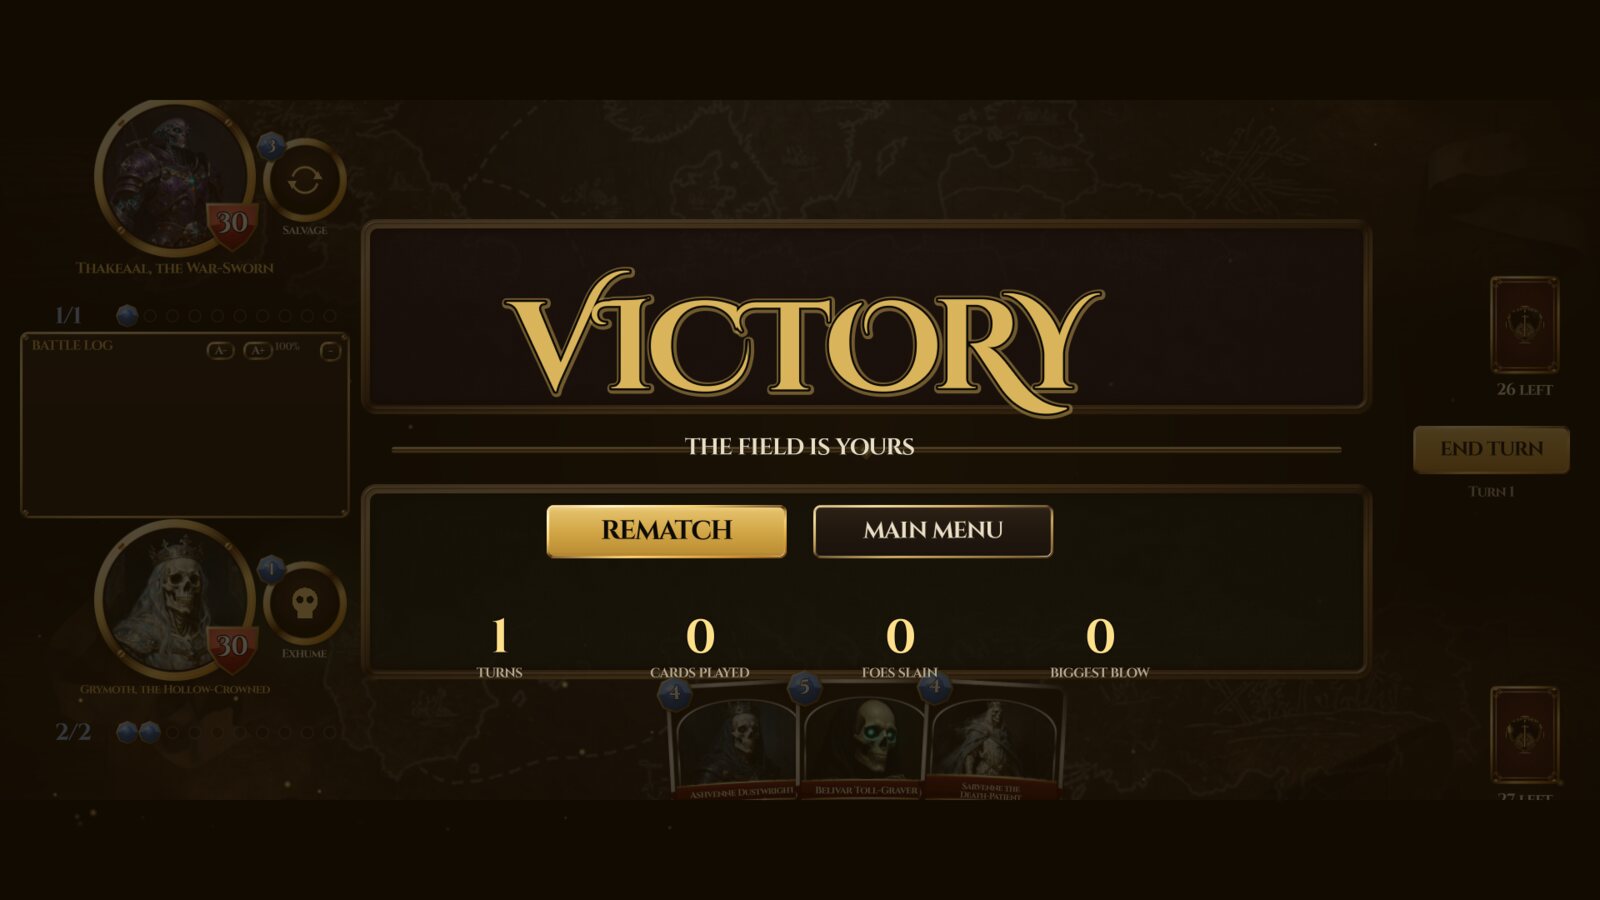 3
30
SALVAGE
THAKEAAL, THE WAR-SWORN
1/1
BATTLE LOG
A- A+ 100% -
VICTORY
26 LEFT
THE FIELD IS YOURS
END TURN
TURN 1
REMATCH
MAIN MENU
1
30
EXHUME
GRYMOTH, THE HOLLOW-CROWNED
2/2
1 0 0 0
TURNS CARDS PLAYED FOES SLAIN BIGGEST BLOW
4 5 4
ASHVENNE DUSTWRIGHT
BELIVAR TOLL-GRAVER
SARVENNE THE
DEATH-PATIENT
27 LEFT